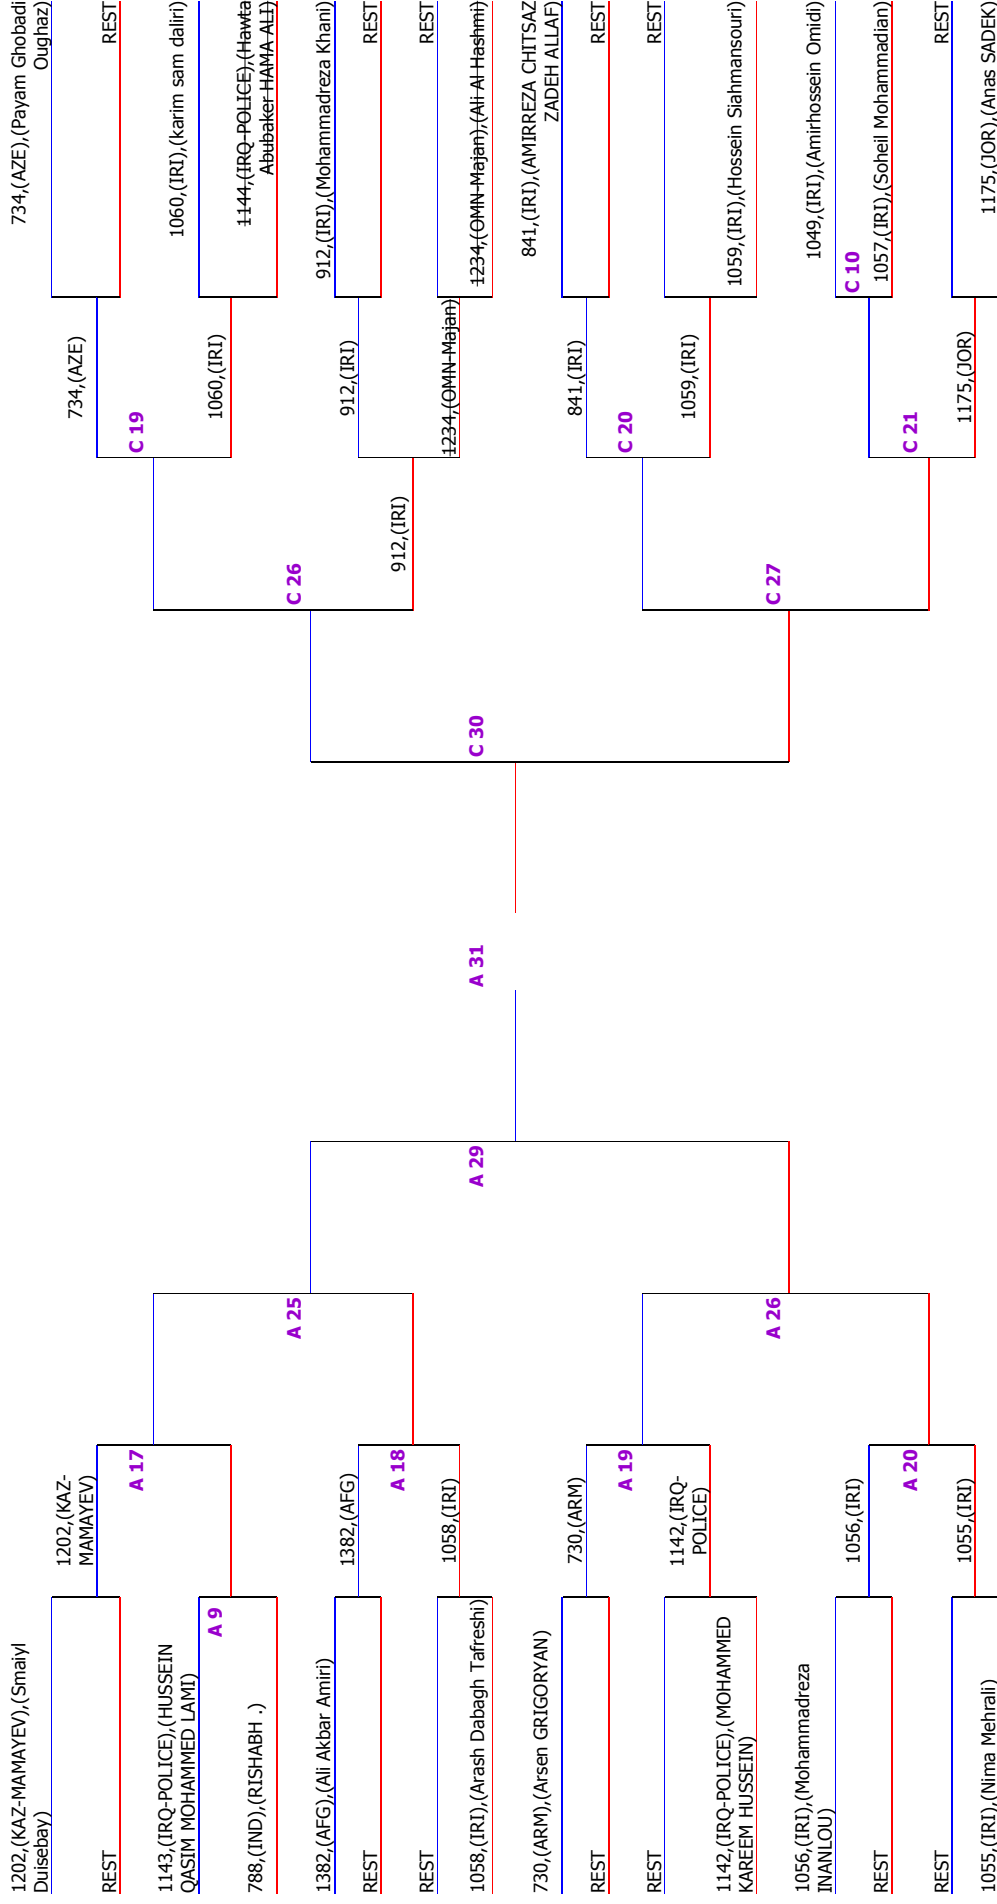 1202,(KAZ-MAMAYEV),(Smaiyl
Duisebay)
REST
1143,(IRQ-POLICE),(HUSSEIN
QASIM MOHAMMED LAMI)
788,(IND),(RISHABH .)
1382,(AFG),(Ali Akbar Amiri)
REST
REST
1058,(IRI),(Arash Dabagh Tafreshi)
730,(ARM),(Arsen GRIGORYAN)
REST
REST
1142,(IRQ-POLICE),(MOHAMMED
KAREEM HUSSEIN)
1056,(IRI),(Mohammadreza
INANLOU)
REST
REST
1055,(IRI),(Nima Mehrali)
A 9
1202,(KAZ-
MAMAYEV)
1382,(AFG)
1058,(IRI)
730,(ARM)
1142,(IRQ-
POLICE)
1056,(IRI)
1055,(IRI)
A 17
A 18
A 19
A 20
A 25
A 26
A 29
A 31
C 30
C 26
C 27
912,(IRI)
C 19
C 20
C 21
734,(AZE)
1060,(IRI)
912,(IRI)
1234,(OMN-Majan)
841,(IRI)
1059,(IRI)
1175,(JOR)
C 10
734,(AZE),(Payam Ghobadi
Oughaz)
REST
1060,(IRI),(karim sam daliri)
1144,(IRQ-POLICE),(Hawta
Abubaker HAMA ALI)
912,(IRI),(Mohammadreza Khani)
REST
REST
1234,(OMN-Majan),(Ali Al Hashmi)
841,(IRI),(AMIRREZA CHITSAZ
ZADEH ALLAF)
REST
REST
1059,(IRI),(Hossein Siahmansouri)
1049,(IRI),(Amirhossein Omidi)
1057,(IRI),(Soheil Mohammadian)
REST
1175,(JOR),(Anas SADEK)